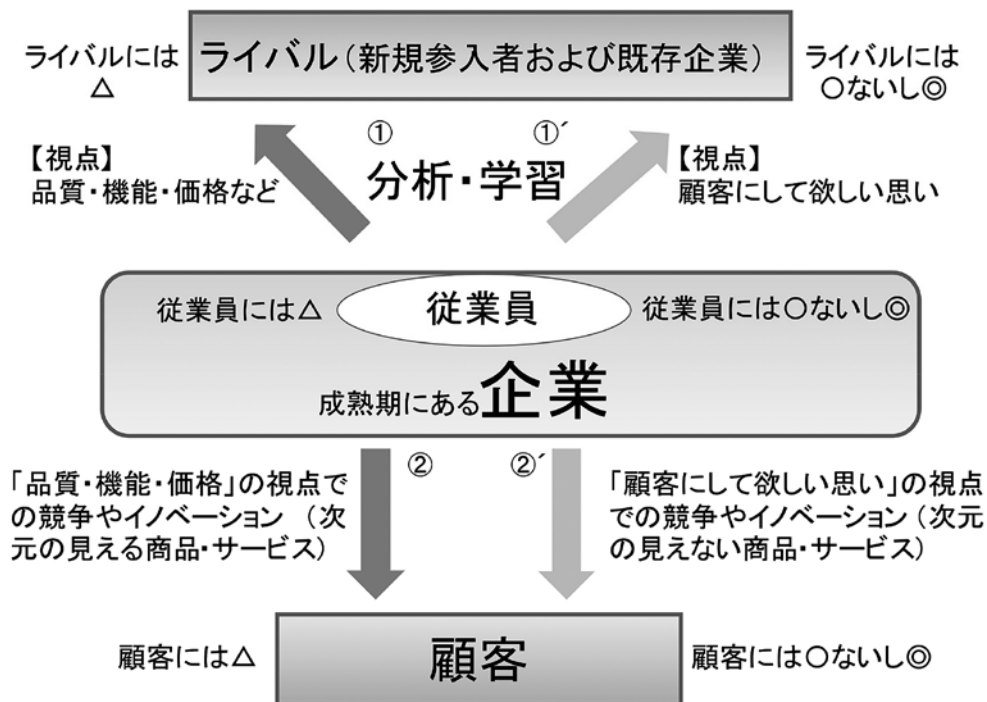 ライバルには
△
ライバル(新規参入者および既存企業)
ライバルには
○ないし◎
①
①´
【視点】
品質・機能・価格など
分析・学習
【視点】
顧客にして欲しい思い
従業員には△
従業員
従業員には○ないし◎
成熟期にある企業
②
②´
「品質・機能・価格」の視点で
の競争やイノベーション (次
元の見える商品・サービス)
「顧客にして欲しい思い」の視点
での競争やイノベーション(次元
の見えない商品・サービス)
顧客には△
顧客
顧客には○ないし◎